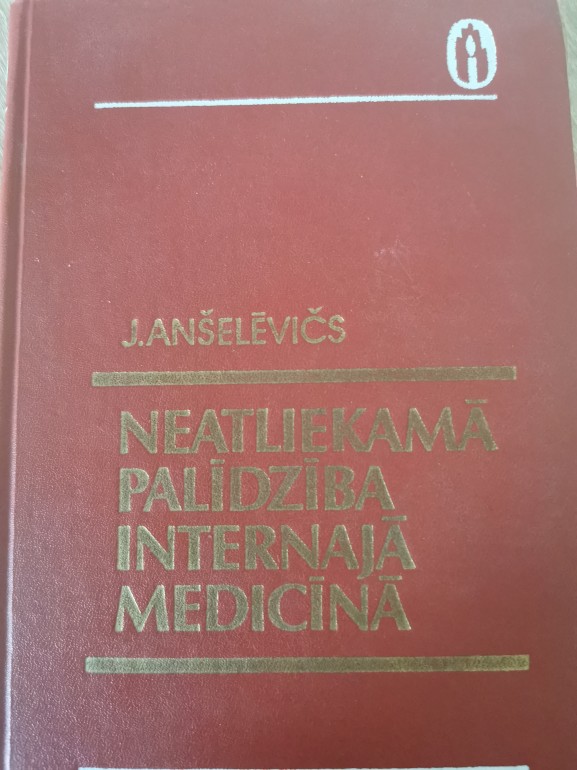 J.ANŠELĒVIČS
NEATLIEKAMĀ
PALĪDZĪBA
INTERNAJĀ
MEDICĪNĀ